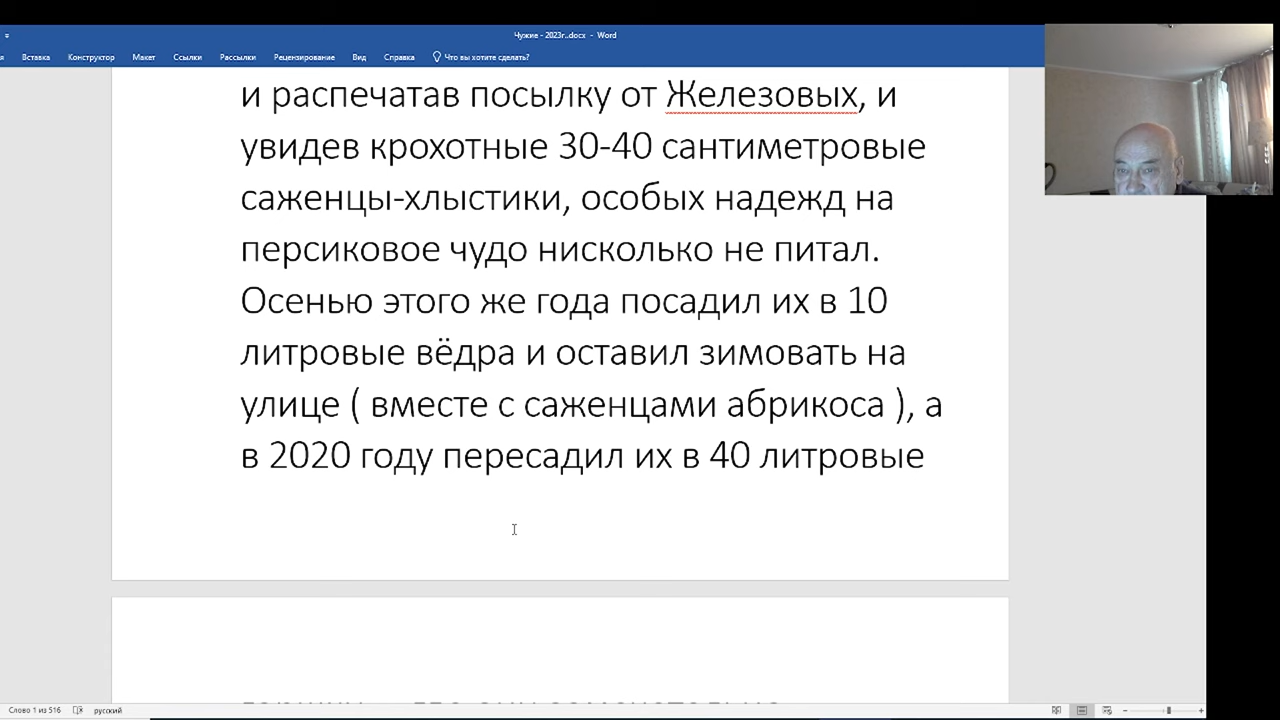 Чужие - 2023г..docx - Word
Вставка Конструктор Макет Ссылки Рассылки Рецензирование Вид Справка Что вы хотите сделать?
и распечатав посылку от Железовых, и
увидев крохотные 30-40 сантиметровые
саженцы-хлыстики, особых надежд на
персиковое чудо нисколько не питал.
Осенью этого же года посадил их в 10
литровые вёдра и оставил зимовать на
улице ( вместе с саженцами абрикоса ), а
в 2020 году пересадил их в 40 литровые
Слово 1 из 516 русский